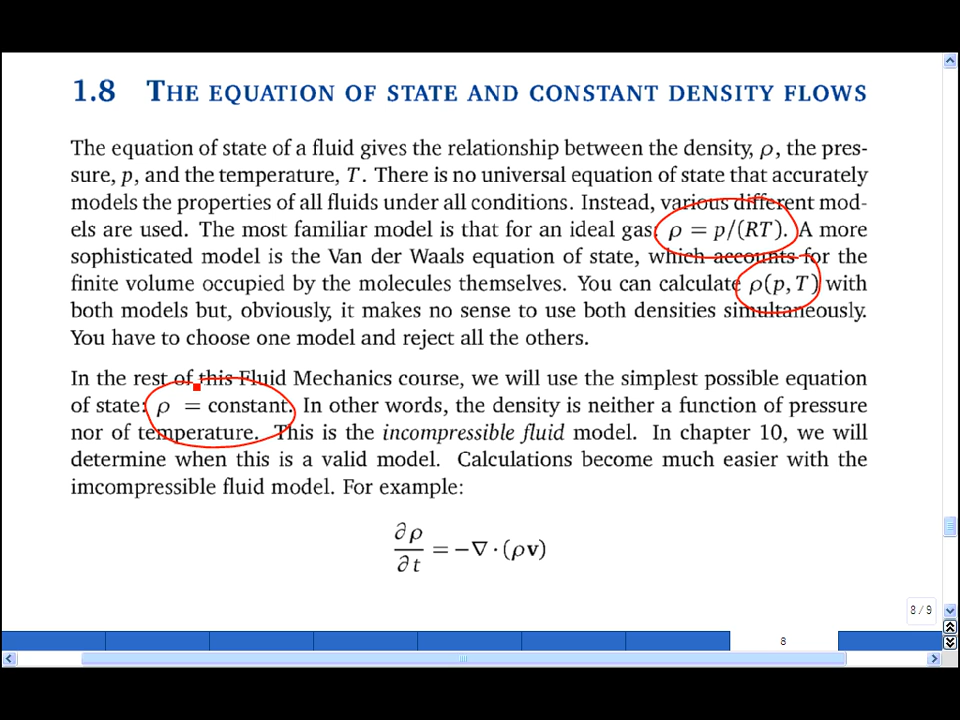 1.8 THE EQUATION OF STATE AND CONSTANT DENSITY FLOWS
The equation of state of a fluid gives the relationship between the density, ρ, the pres-
sure, p, and the temperature, T. There is no universal equation of state that accurately
models the properties of all fluids under all conditions. Instead, various different mod-
els are used. The most familiar model is that for an ideal gas: ρ = p/(RT). A more
sophisticated model is the Van der Waals equation of state, which accounts for the
finite volume occupied by the molecules themselves. You can calculate ρ(p, T) with
both models but, obviously, it makes no sense to use both densities simultaneously.
You have to choose one model and reject all the others.
In the rest of this Fluid Mechanics course, we will use the simplest possible equation
of state: ρ = constant. In other words, the density is neither a function of pressure
nor of temperature. This is the incompressible fluid model. In chapter 10, we will
determine when this is a valid model. Calculations become much easier with the
imcompressible fluid model. For example:
∂ρ/∂t = −∇ · (ρv)
8 / 9
8